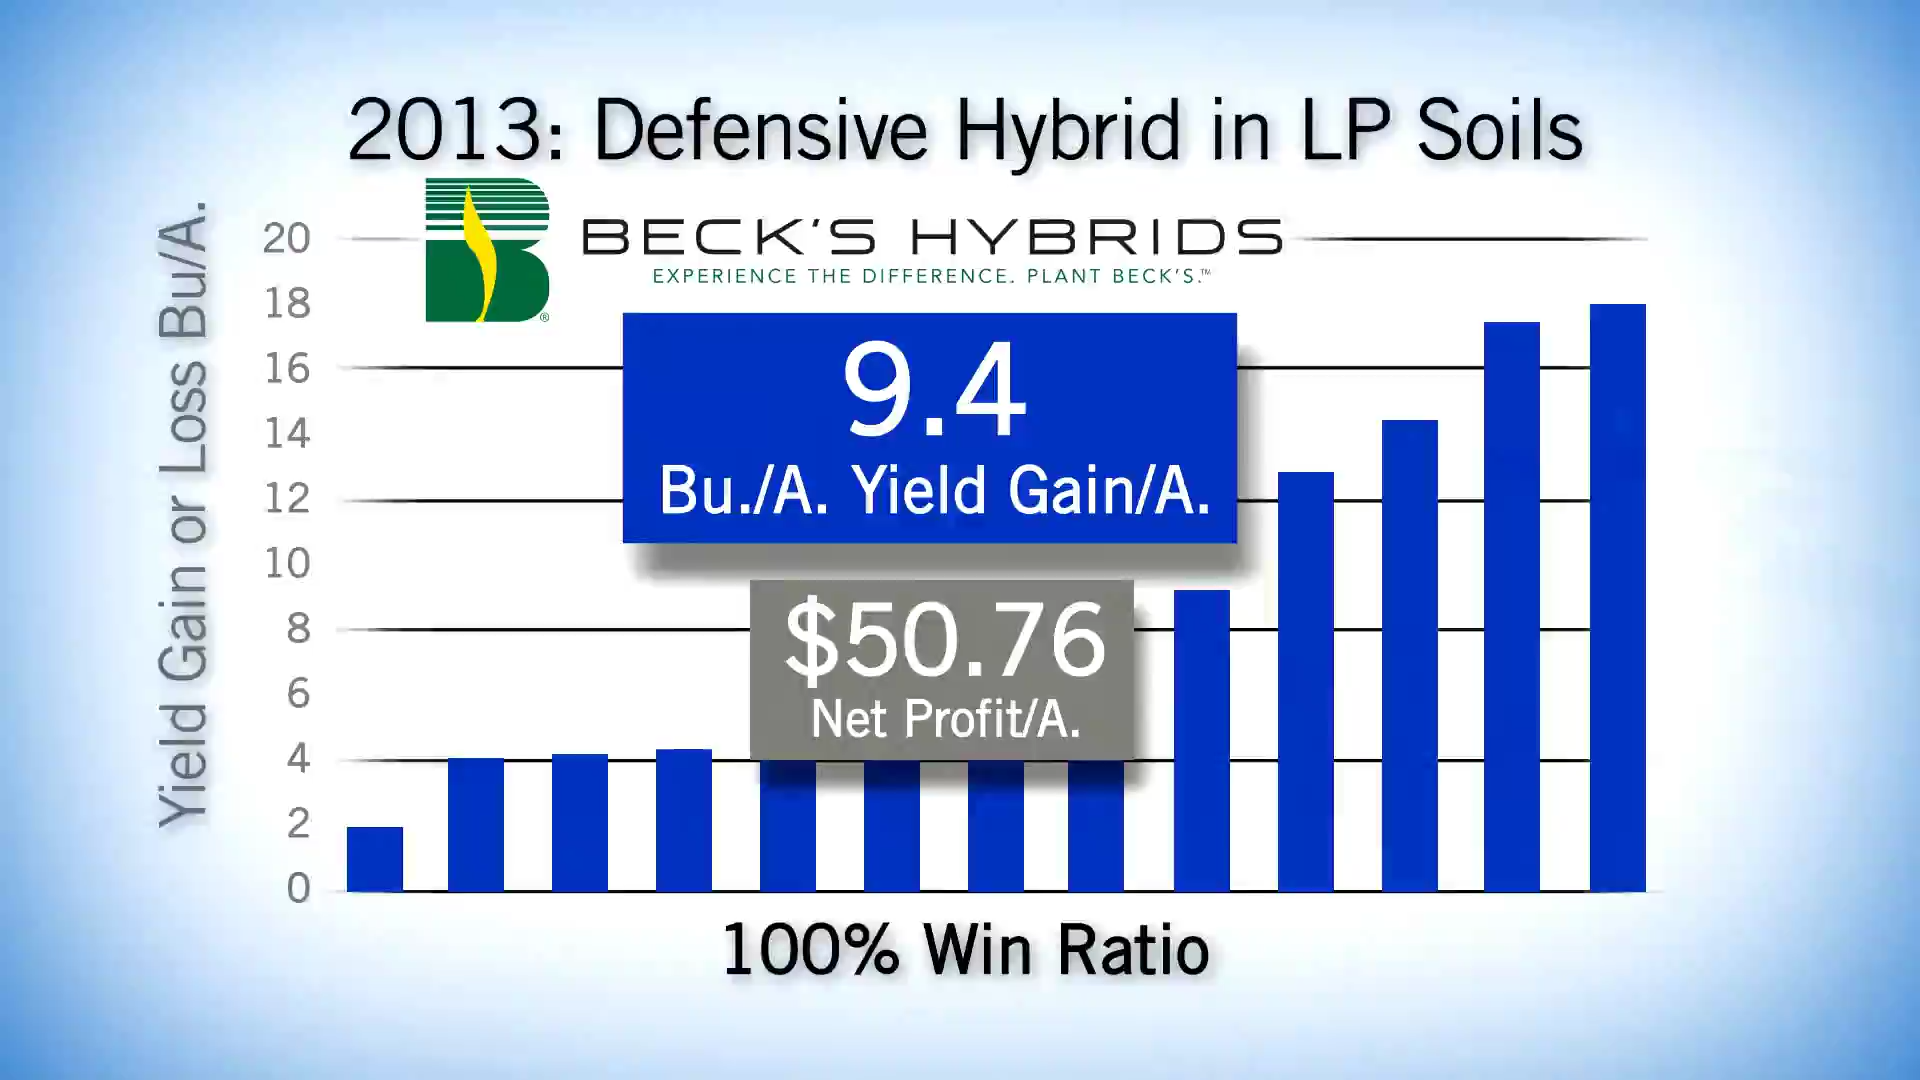 2013: Defensive Hybrid in LP Soils
BECK'S HYBRIDS
EXPERIENCE THE DIFFERENCE. PLANT BECK'S.™
®
Yield Gain or Loss Bu/A.
20
18
16
14
12
10
8
6
4
2
0
9.4
Bu./A. Yield Gain/A.
$50.76
Net Profit/A.
100% Win Ratio